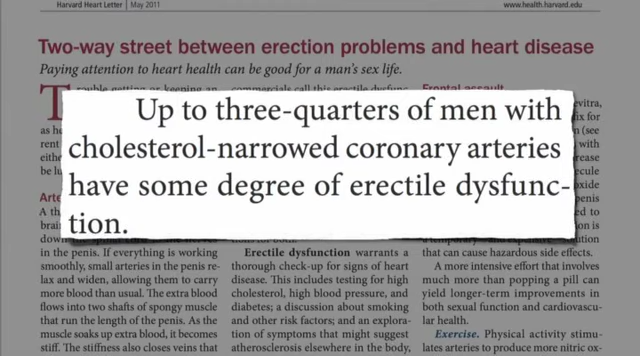 Harvard Heart Letter | May 2011
www.health.harvard.edu
Two-way street between erection problems and heart disease
Paying attention to heart health can be good for a man's sex life.
Up to three-quarters of men with
cholesterol-narrowed coronary arteries
have some degree of erectile dysfunc-
tion.
in the penis. If everything is working
smoothly, small arteries in the penis re-
lax and widen, allowing them to carry
more blood than usual. The extra blood
flows into two shafts of spongy muscle
that run the length of the penis. As the
muscle soaks up extra blood, it becomes
stiff. The stiffness also closes veins that
Erectile dysfunction warrants a
thorough check-up for signs of heart
disease. This includes testing for high
cholesterol, high blood pressure, and
diabetes; a discussion about smoking
and other risk factors; and an explora-
tion of symptoms that might suggest
atherosclerosis elsewhere in the body,
that can cause hazardous side effects.
A more intensive effort that involves
much more than popping a pill can
yield longer-term improvements in
both sexual function and cardiovascu-
lar health.
Exercise. Physical activity stimu-
lates arteries to produce more nitric ox-